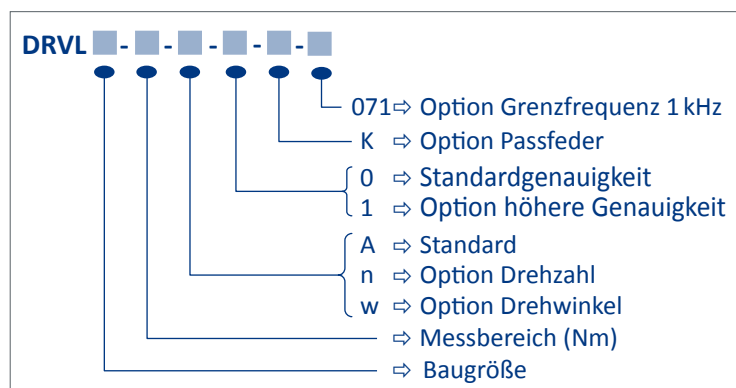 DRVL - - - - -
071 ⇨ Option Grenzfrequenz 1 kHz
K ⇨ Option Passfeder
0 ⇨ Standardgenauigkeit
1 ⇨ Option höhere Genauigkeit
A ⇨ Standard
n ⇨ Option Drehzahl
w ⇨ Option Drehwinkel
⇨ Messbereich (Nm)
⇨ Baugröße